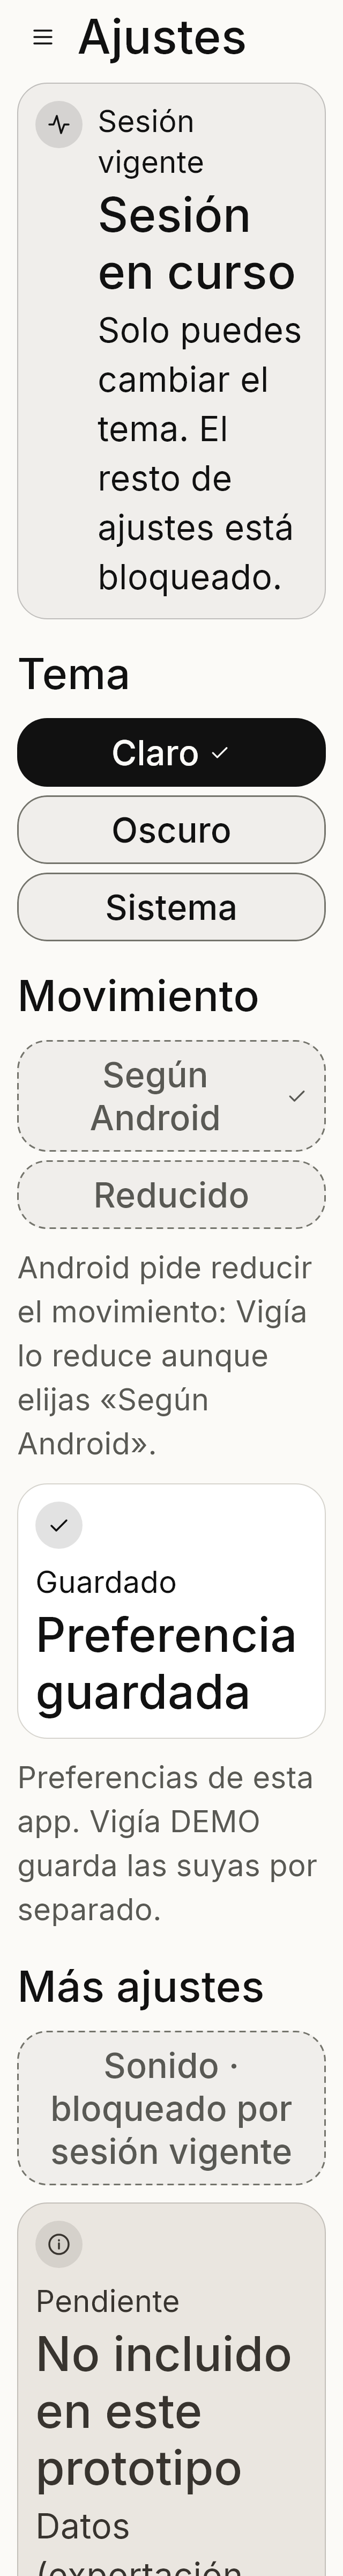 Ajustes
Sesión
vigente
Sesión
en curso
Solo puedes
cambiar el
tema. El
resto de
ajustes está
bloqueado.
Tema
Claro
Oscuro
Sistema
Movimiento
Según
Android
Reducido
Android pide reducir
el movimiento: Vigía
lo reduce aunque
elijas «Según
Android».
Guardado
Preferencia
guardada
Preferencias de esta
app. Vigía DEMO
guarda las suyas por
separado.
Más ajustes
Sonido ·
bloqueado por
sesión vigente
Pendiente
No incluido
en este
prototipo
Datos
(exportación